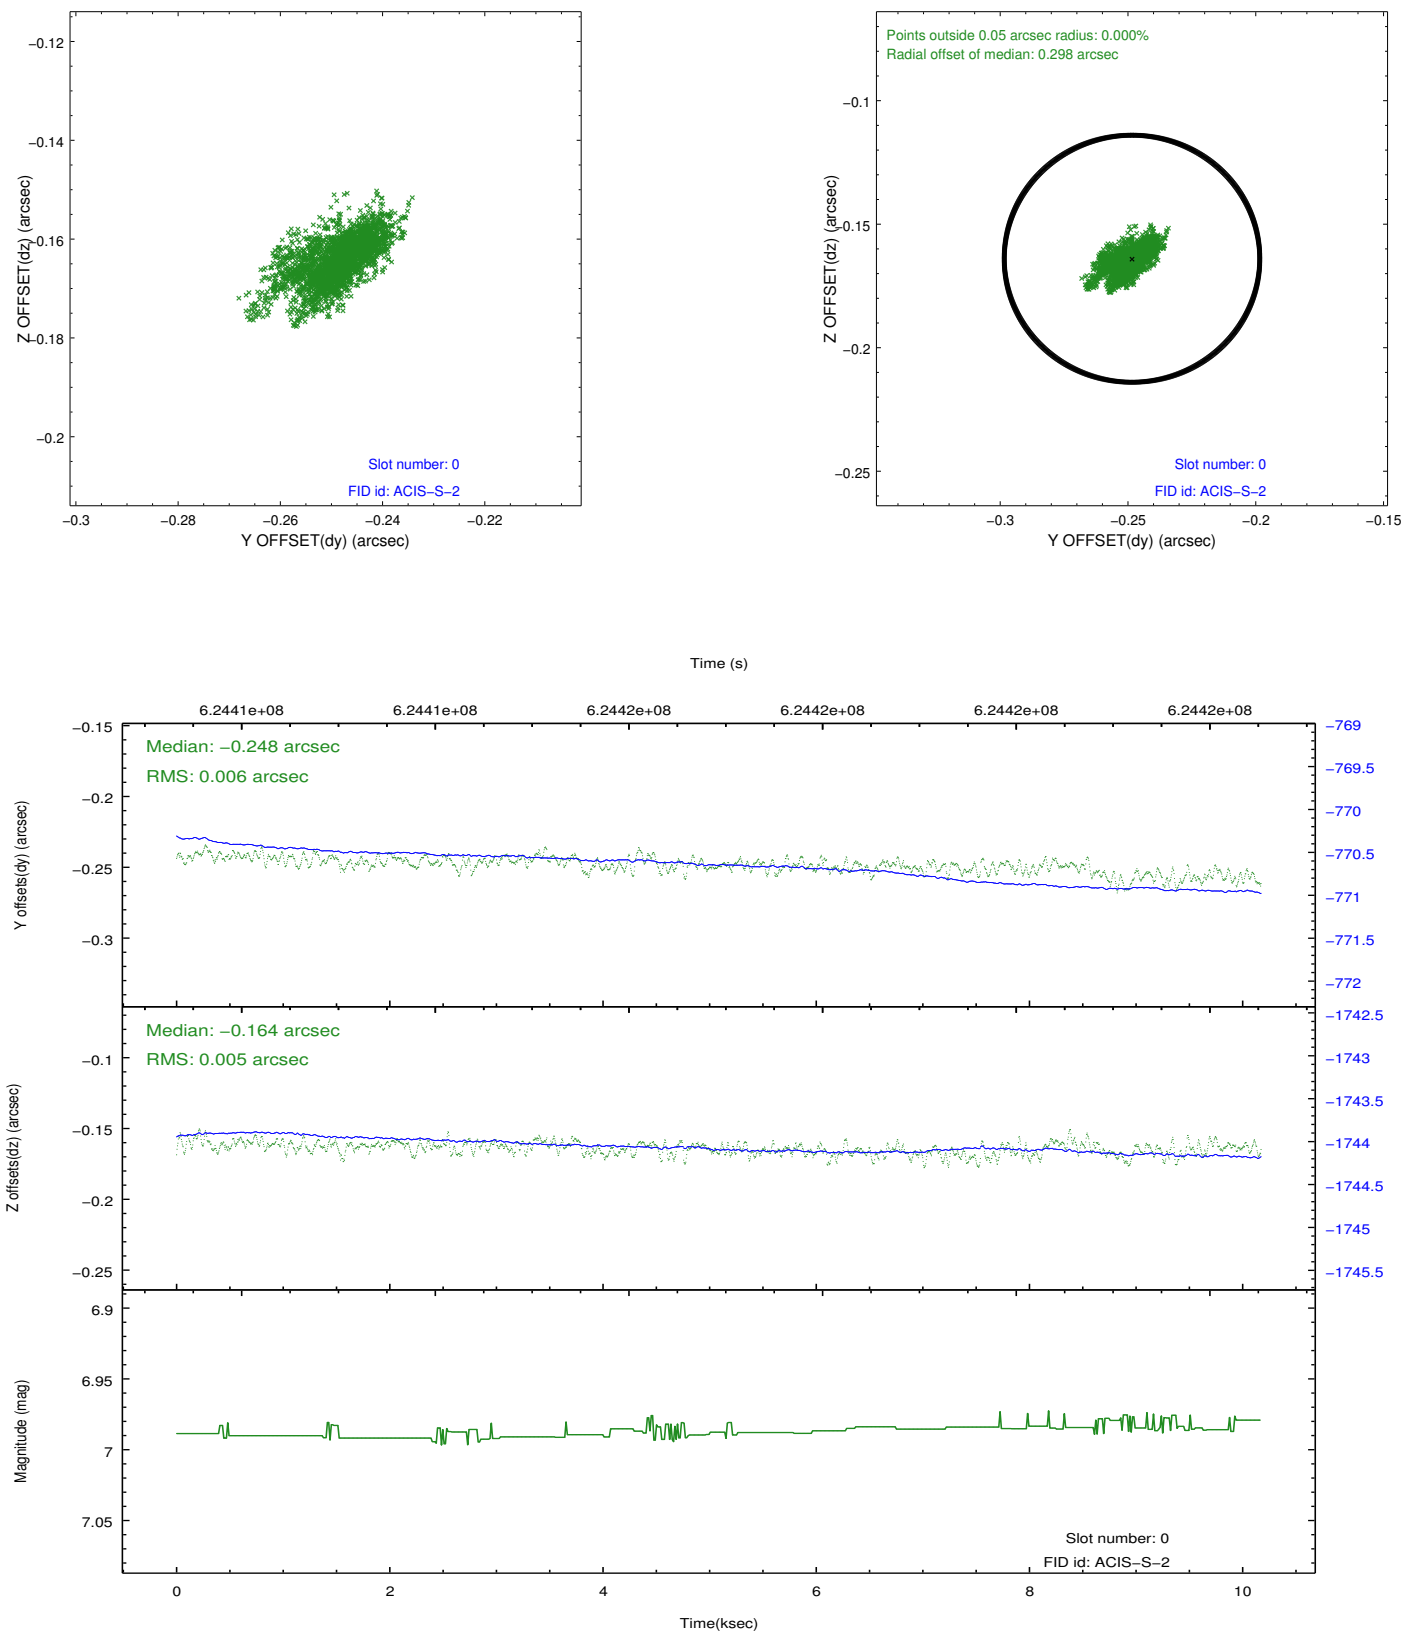 −0.12
−0.14
−0.16
−0.18
−0.2
Z OFFSET(dz) (arcsec)
Slot number: 0
FID id: ACIS−S−2
−0.3
−0.28
−0.26
−0.24
−0.22
Y OFFSET(dy) (arcsec)
Points outside 0.05 arcsec radius: 0.000%
Radial offset of median: 0.298 arcsec
−0.1
−0.15
−0.2
−0.25
Z OFFSET(dz) (arcsec)
Slot number: 0
FID id: ACIS−S−2
−0.3
−0.25
−0.2
−0.15
Y OFFSET(dy) (arcsec)
Time (s)
6.2441e+08
6.2441e+08
6.2442e+08
6.2442e+08
6.2442e+08
6.2442e+08
Median: −0.248 arcsec
RMS: 0.006 arcsec
−0.15
−0.2
−0.25
−0.3
Y offsets(dy) (arcsec)
−769
−769.5
−770
−770.5
−771
−771.5
−772
Median: −0.164 arcsec
RMS: 0.005 arcsec
−0.1
−0.15
−0.2
−0.25
Z offsets(dz) (arcsec)
−1742.5
−1743
−1743.5
−1744
−1744.5
−1745
−1745.5
6.9
6.95
7
7.05
Magnitude (mag)
Slot number: 0
FID id: ACIS−S−2
0
2
4
6
8
10
Time(ksec)